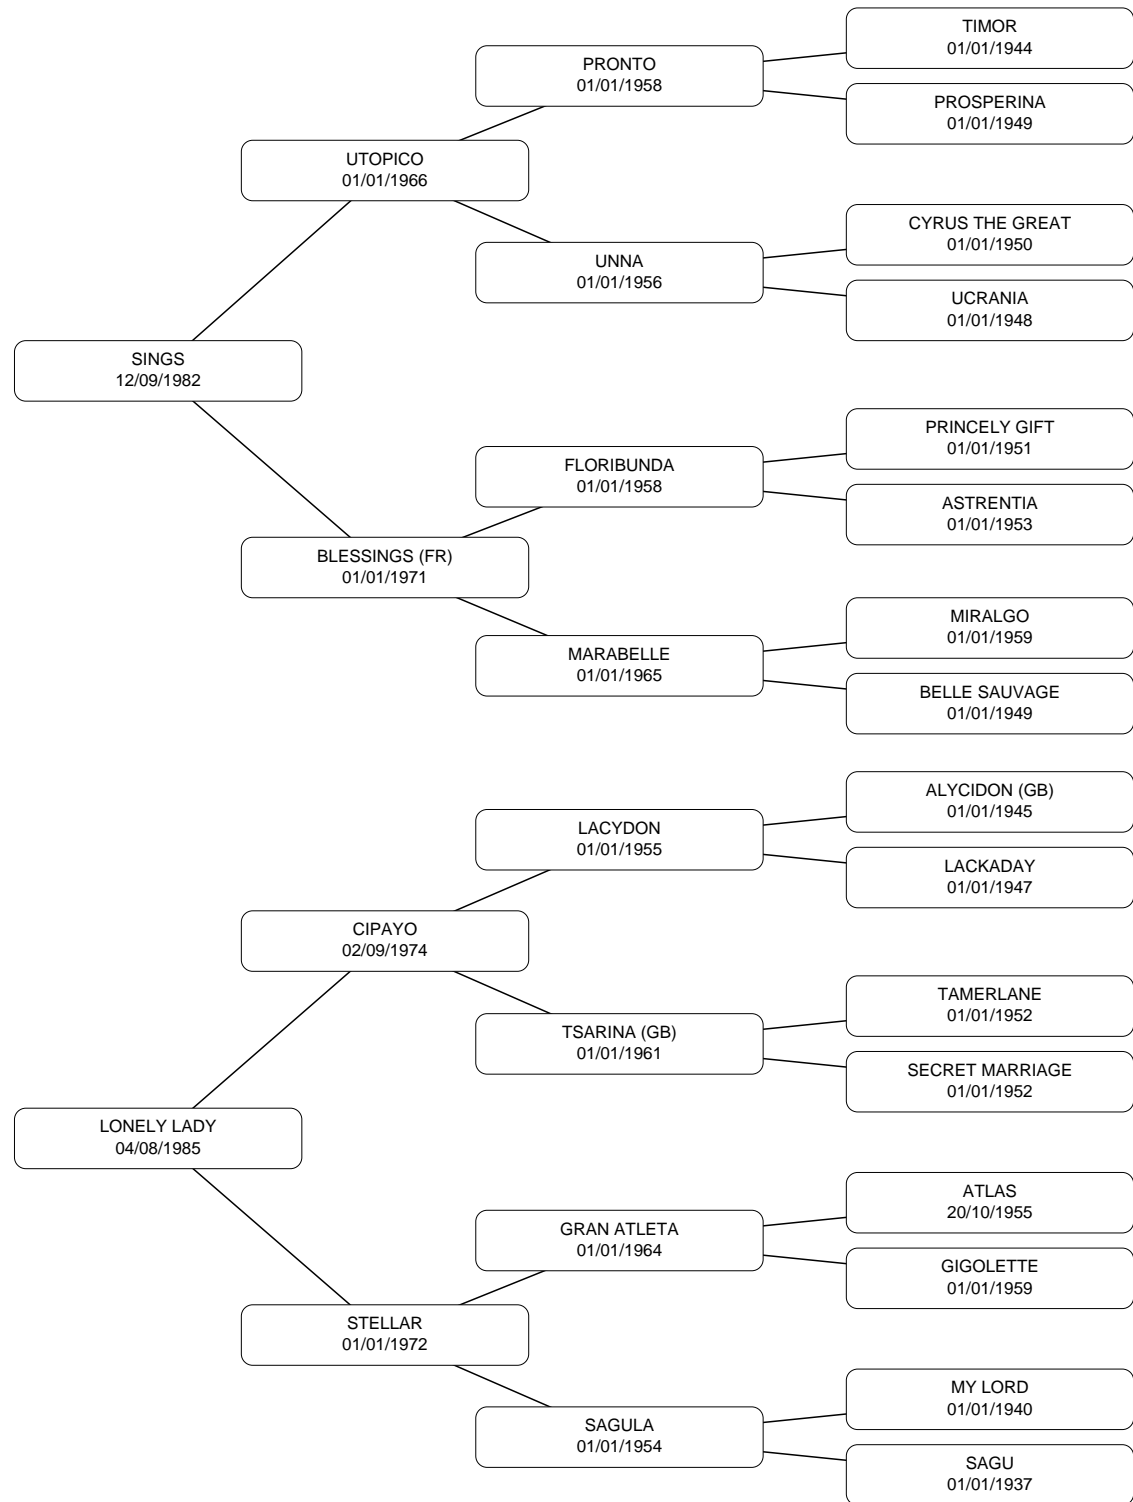 TIMOR
01/01/1944
PRONTO
01/01/1958
PROSPERINA
01/01/1949
UTOPICO
01/01/1966
CYRUS THE GREAT
01/01/1950
UNNA
01/01/1956
UCRANIA
01/01/1948
SINGS
12/09/1982
PRINCELY GIFT
01/01/1951
FLORIBUNDA
01/01/1958
ASTRENTIA
01/01/1953
BLESSINGS (FR)
01/01/1971
MIRALGO
01/01/1959
MARABELLE
01/01/1965
BELLE SAUVAGE
01/01/1949
ALYCIDON (GB)
01/01/1945
LACYDON
01/01/1955
LACKADAY
01/01/1947
CIPAYO
02/09/1974
TAMERLANE
01/01/1952
TSARINA (GB)
01/01/1961
SECRET MARRIAGE
01/01/1952
LONELY LADY
04/08/1985
ATLAS
20/10/1955
GRAN ATLETA
01/01/1964
GIGOLETTE
01/01/1959
STELLAR
01/01/1972
MY LORD
01/01/1940
SAGULA
01/01/1954
SAGU
01/01/1937